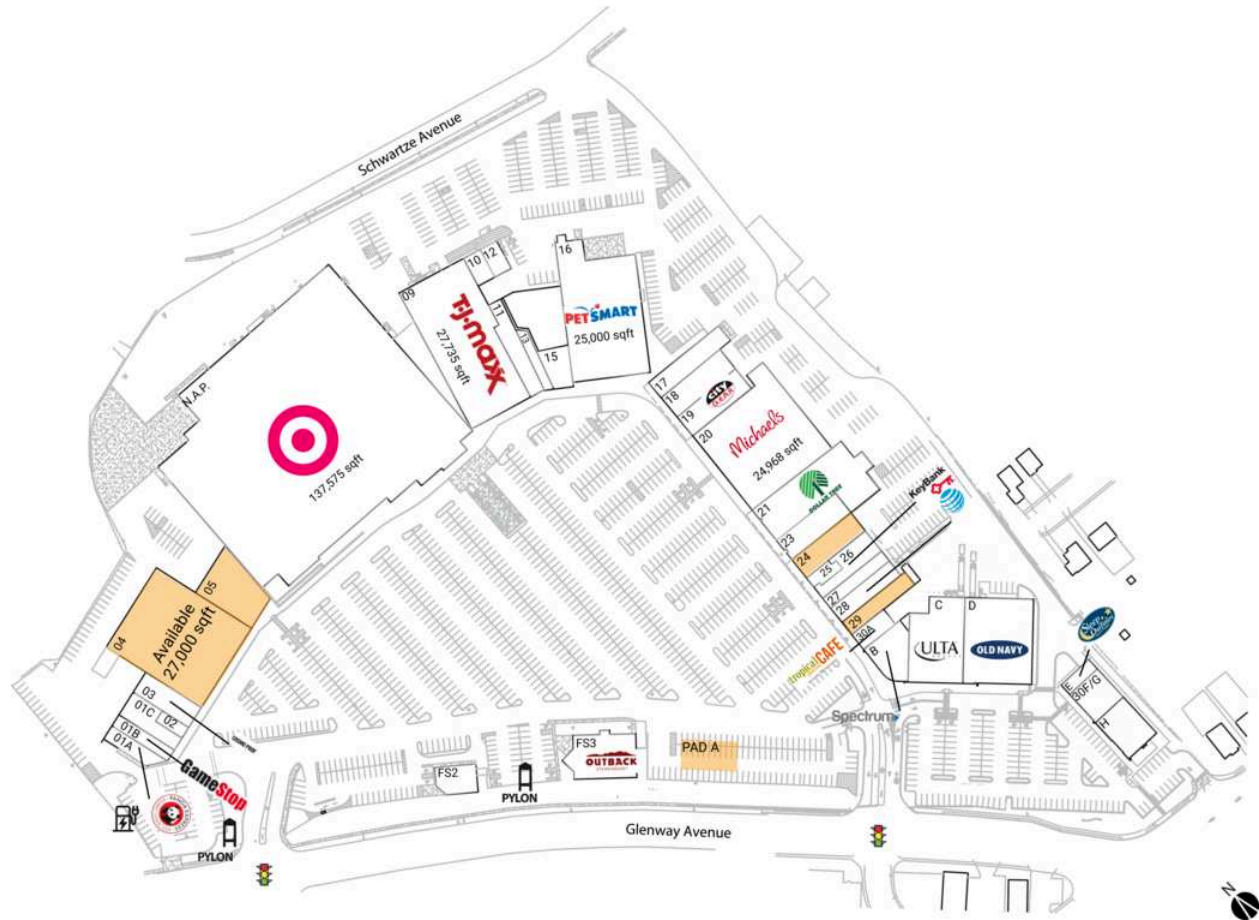 Schwartze Avenue
N.A.P.
137,575 sqft
09
T·J·maxx
27,735 sqft
10
12
11
13
15
16
PETSMART
25,000 sqft
17
18
19
CITY
GEAR
20
Michaels
24,968 sqft
21
DOLLAR TREE
23
24
25
26
KeyBank
27
28
29
30A
B
tropical CAFE
C
ULTA
D
OLD NAVY
Spectrum
E
30F/G
H
05
04
Available
27,000 sqft
03
01C
02
01B
01A
GameStop
PYLON
FS2
PYLON
FS3
OUTBACK
STEAKHOUSE
PAD A
Glenway Avenue
N